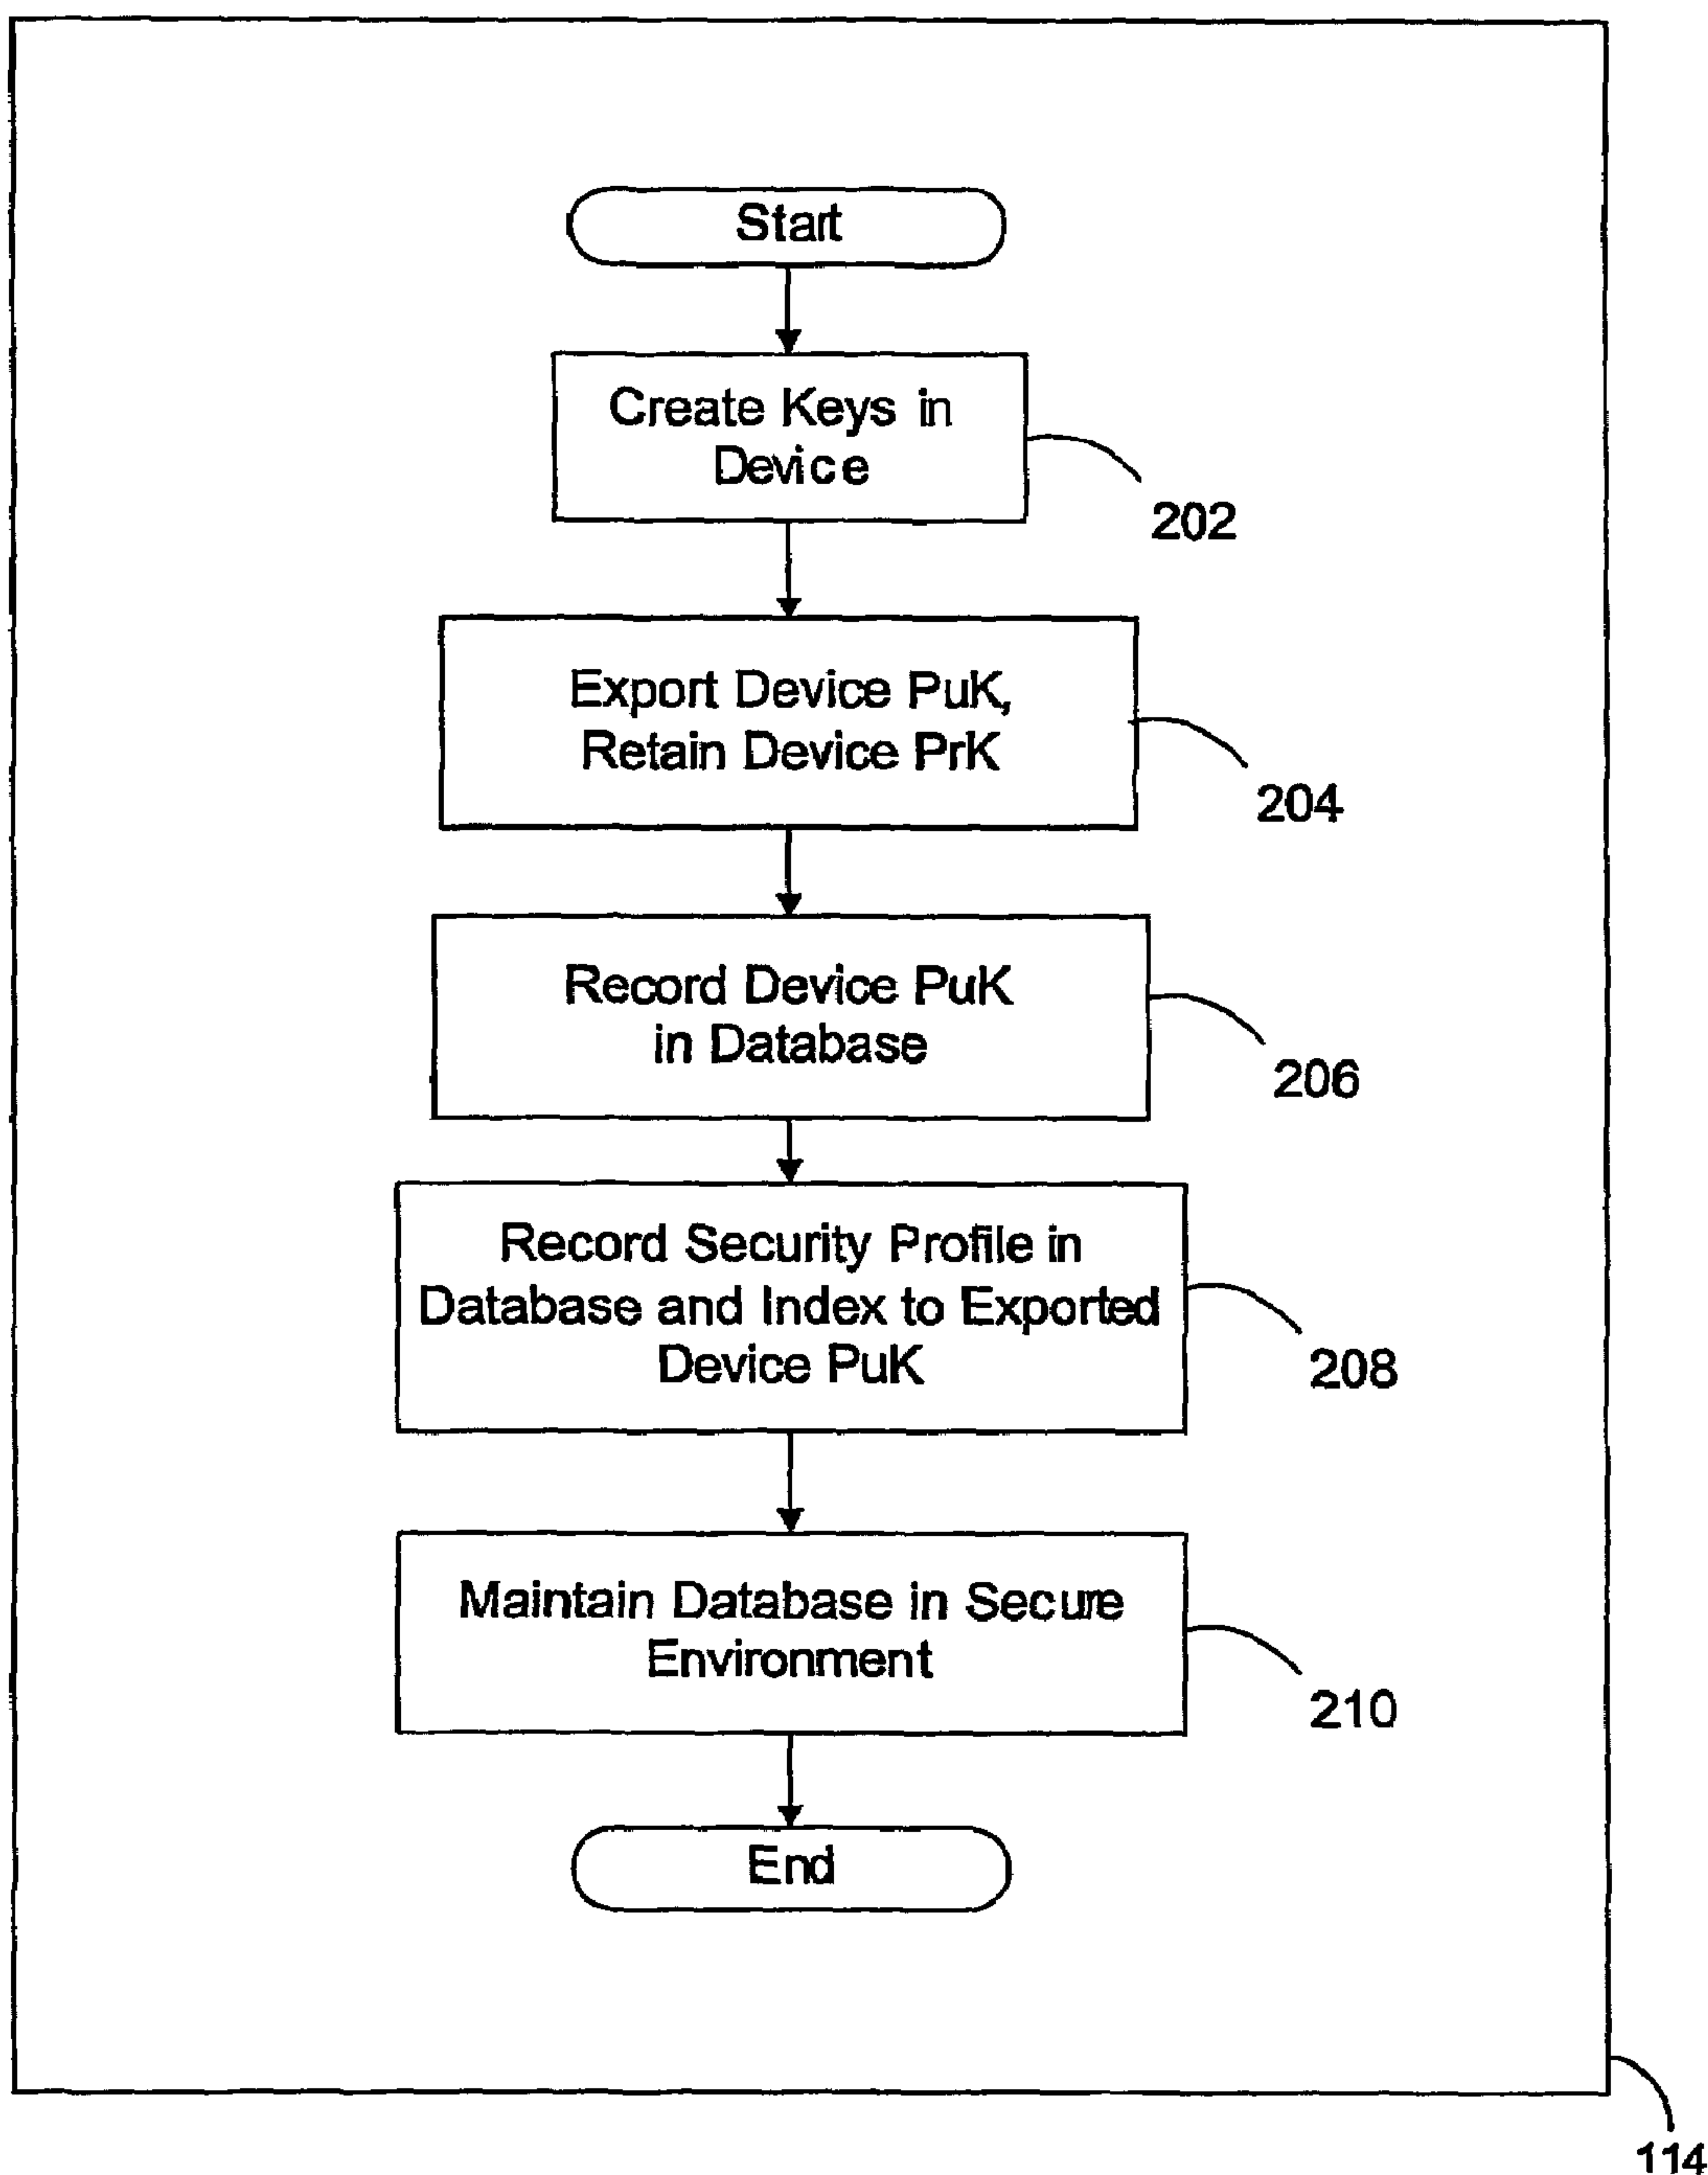 Start
Create Keys in
Device
202
Export Device PuK,
Retain Device PrK
204
Record Device PuK
in Database
206
Record Security Profile in
Database and Index to Exported
Device PuK
208
Maintain Database in Secure
Environment
210
End
114